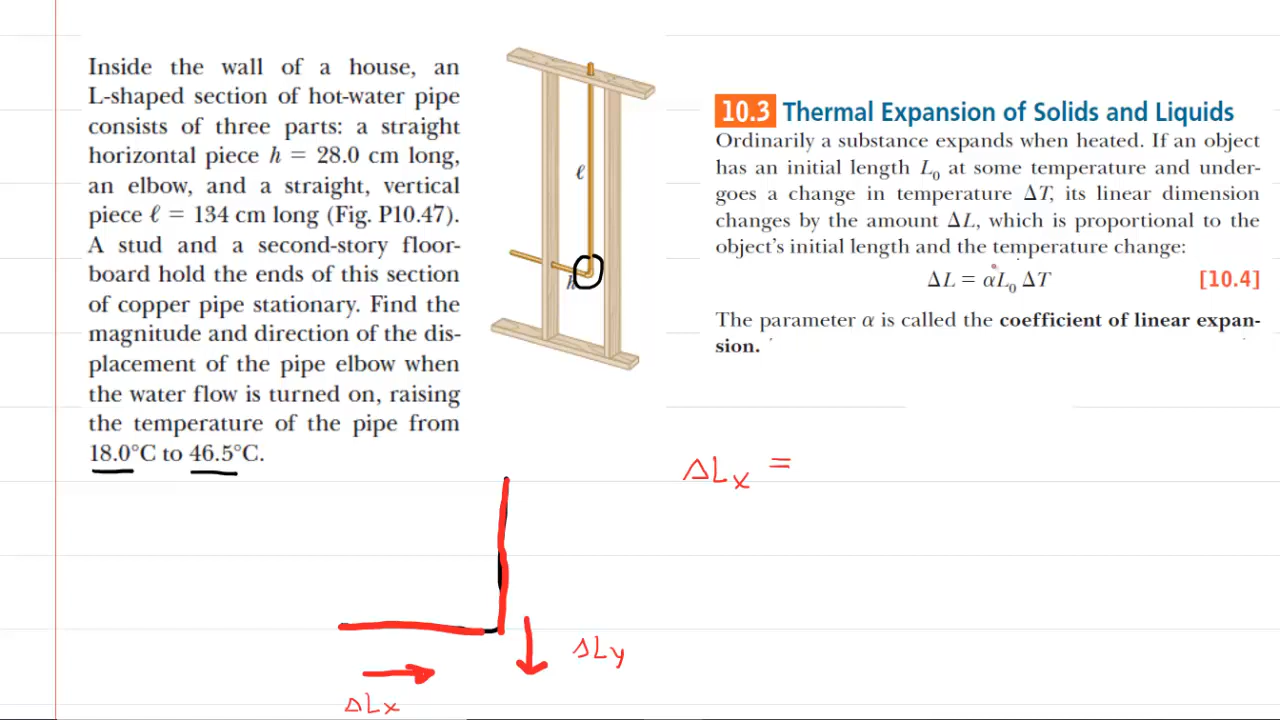 Inside the wall of a house, an
L-shaped section of hot-water pipe
consists of three parts: a straight
horizontal piece h = 28.0 cm long,
an elbow, and a straight, vertical
piece ℓ = 134 cm long (Fig. P10.47).
A stud and a second-story floor-
board hold the ends of this section
of copper pipe stationary. Find the
magnitude and direction of the dis-
placement of the pipe elbow when
the water flow is turned on, raising
the temperature of the pipe from
18.0°C to 46.5°C.
ℓ
h
10.3 Thermal Expansion of Solids and Liquids
Ordinarily a substance expands when heated. If an object
has an initial length L₀ at some temperature and under-
goes a change in temperature ΔT, its linear dimension
changes by the amount ΔL, which is proportional to the
object's initial length and the temperature change:
ΔL = αL₀ ΔT [10.4]
The parameter α is called the coefficient of linear expan-
sion.
ΔLx =
ΔLy
ΔLx